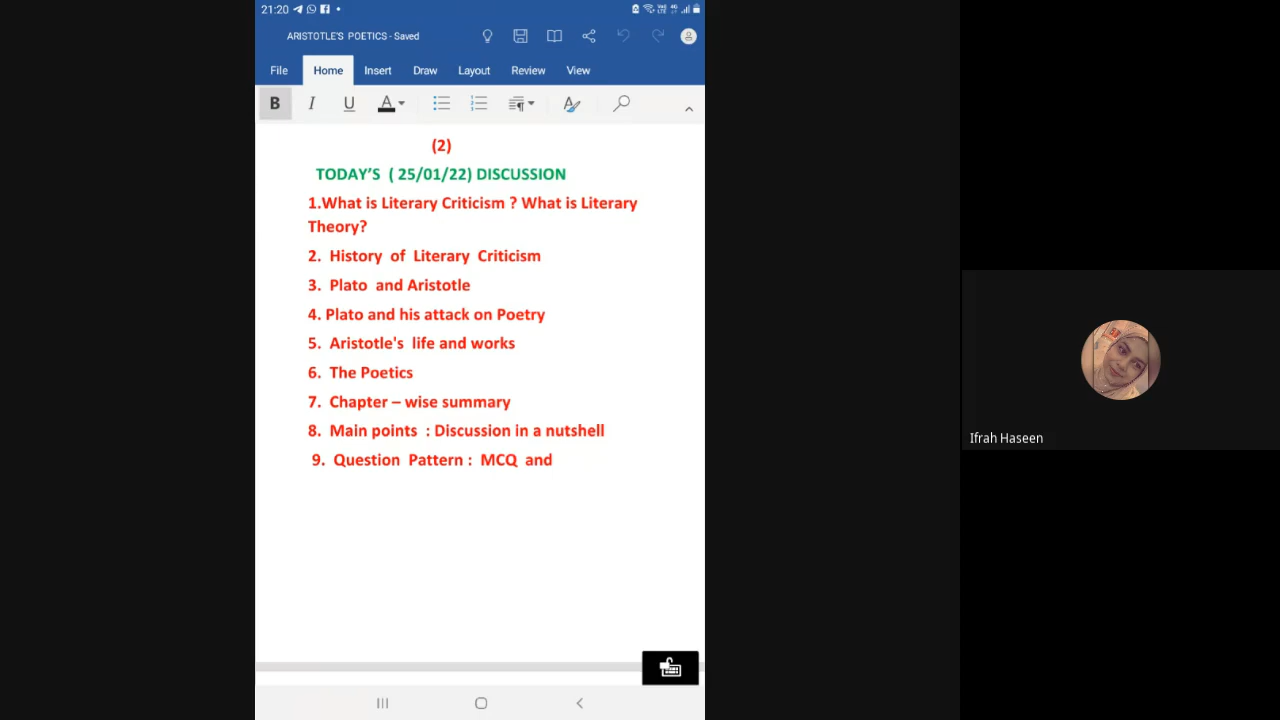 21:20
ARISTOTLE'S POETICS - Saved
File Home Insert Draw Layout Review View
B I U A
(2)
TODAY'S ( 25/01/22) DISCUSSION
1.What is Literary Criticism ? What is Literary
Theory?
2. History of Literary Criticism
3. Plato and Aristotle
4. Plato and his attack on Poetry
5. Aristotle's life and works
6. The Poetics
7. Chapter – wise summary
8. Main points : Discussion in a nutshell
9. Question Pattern : MCQ and
Ifrah Haseen